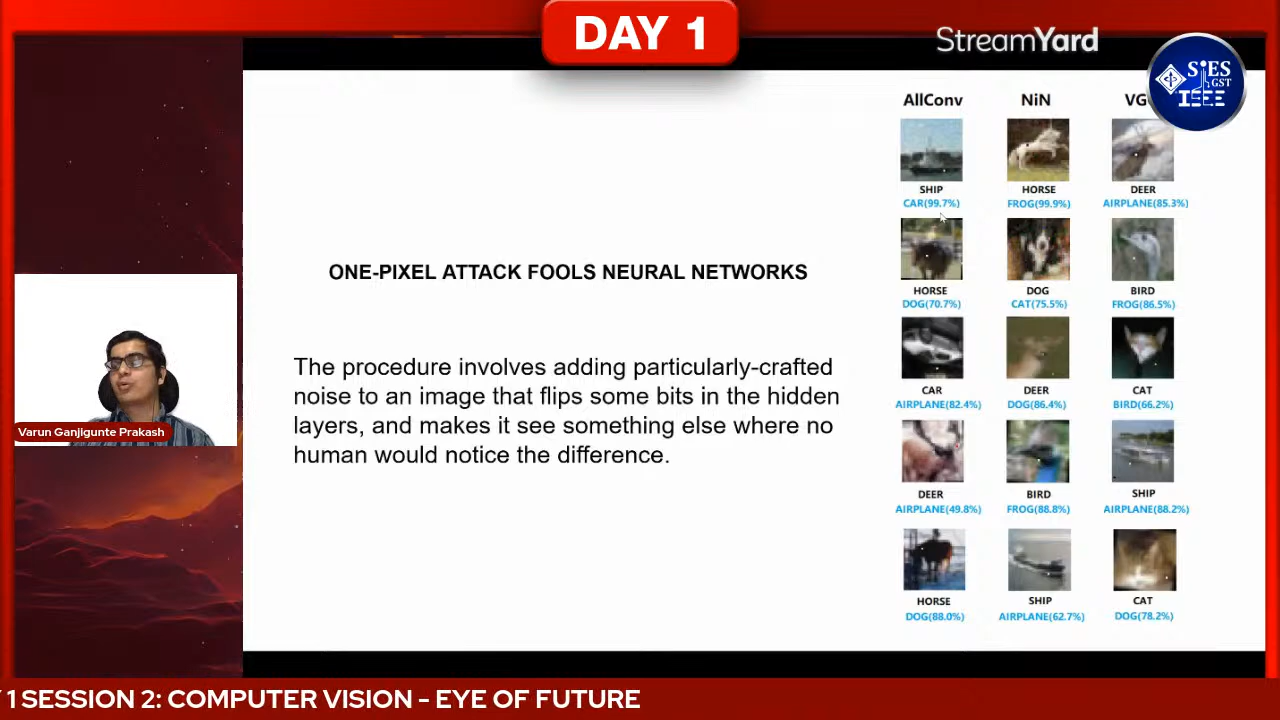 DAY 1
StreamYard
SIES
GST
IEEE
AllConv NiN VG
SHIP HORSE DEER
CAR(99.7%) FROG(99.9%) AIRPLANE(85.3%)
HORSE DOG BIRD
DOG(70.7%) CAT(75.5%) FROG(86.5%)
CAR DEER CAT
AIRPLANE(82.4%) DOG(86.4%) BIRD(66.2%)
DEER BIRD SHIP
AIRPLANE(49.8%) FROG(88.8%) AIRPLANE(88.2%)
HORSE SHIP CAT
DOG(88.0%) AIRPLANE(62.7%) DOG(78.2%)
ONE-PIXEL ATTACK FOOLS NEURAL NETWORKS
The procedure involves adding particularly-crafted
noise to an image that flips some bits in the hidden
layers, and makes it see something else where no
human would notice the difference.
Varun Ganjigunte Prakash
1 SESSION 2: COMPUTER VISION – EYE OF FUTURE